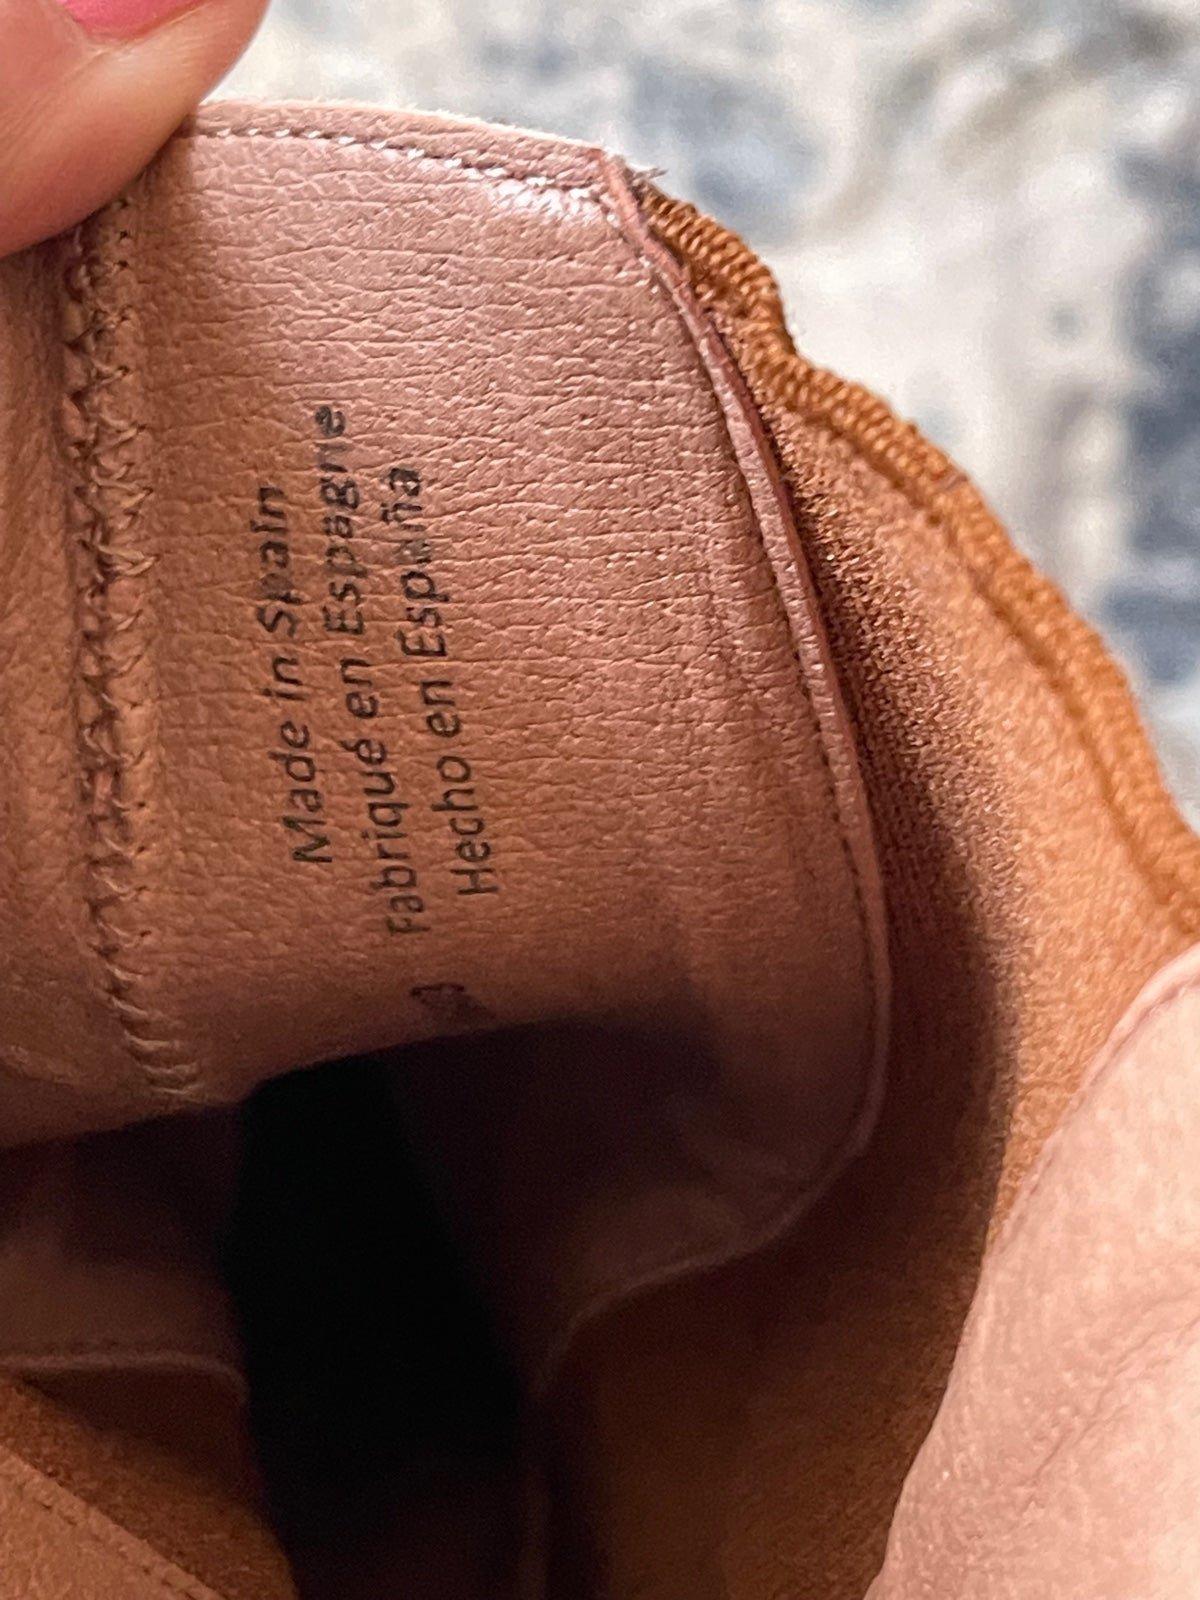 Made in Spain
Fabriqué en Espagne
Hecho en España